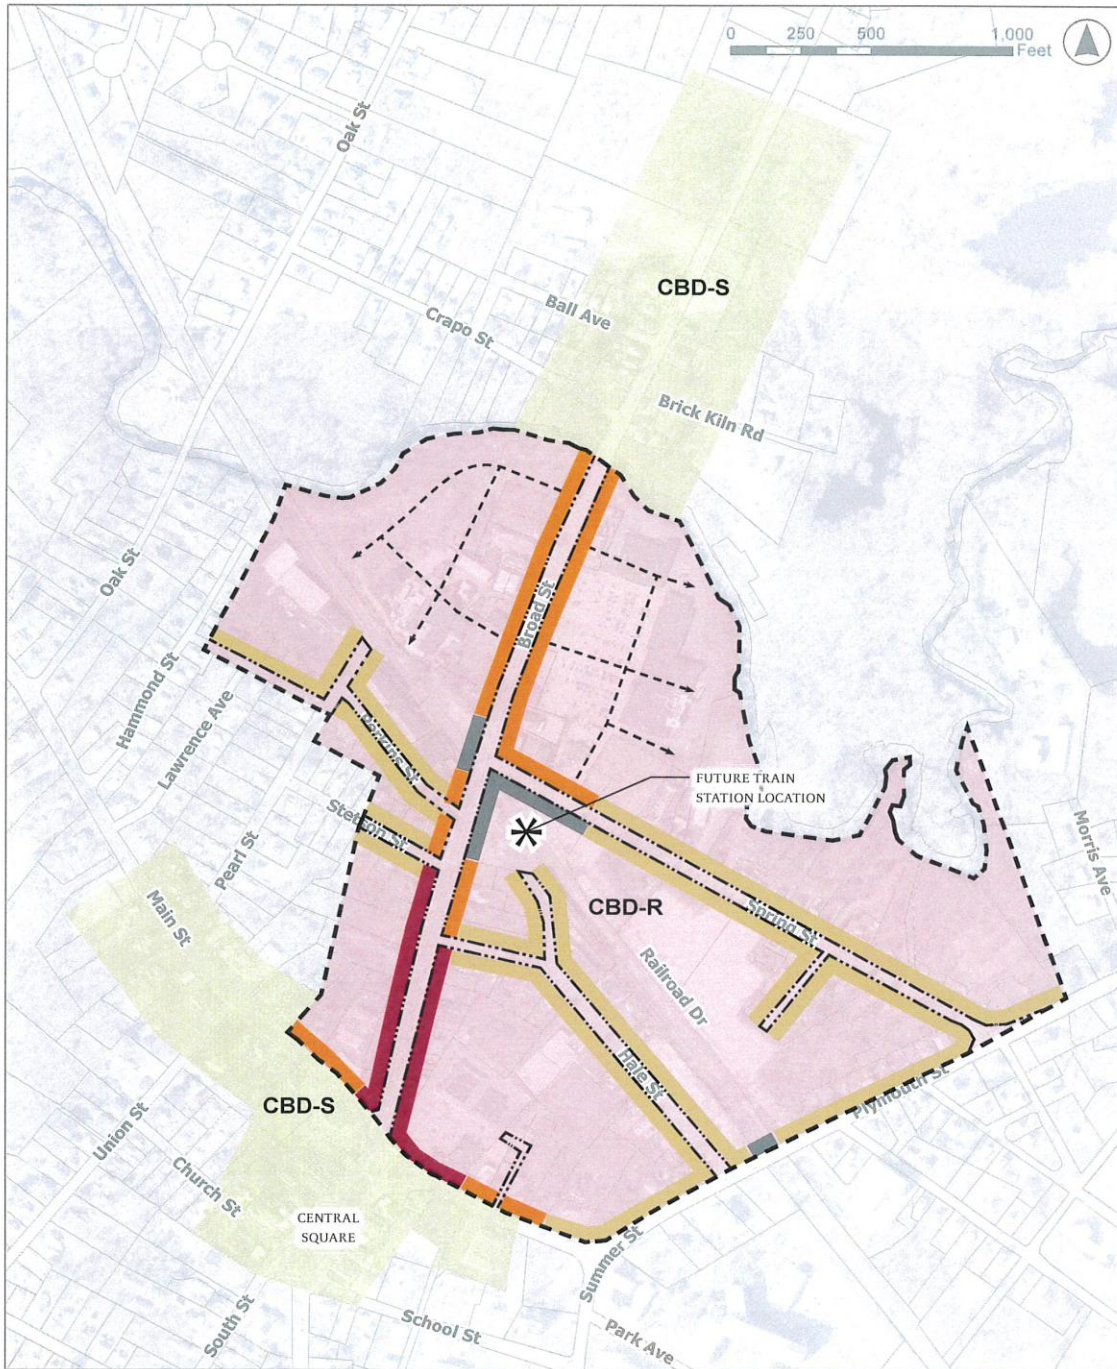 0 250 500 1,000
Feet
Oak St
CBD-S
Ball Ave
Crapo St
Brick Kiln Rd
Oak St
Broad St
Hammond St
Lawrence Ave
Perkins St
FUTURE TRAIN
STATION LOCATION
Stetson St
Morris Ave
Pearl St
Main St
CBD-R
Spring St
Railroad Dr
Hale St
Plymouth St
CBD-S
Union St
Church St
CENTRAL
SQUARE
Summer St
South St
School St
Park Ave